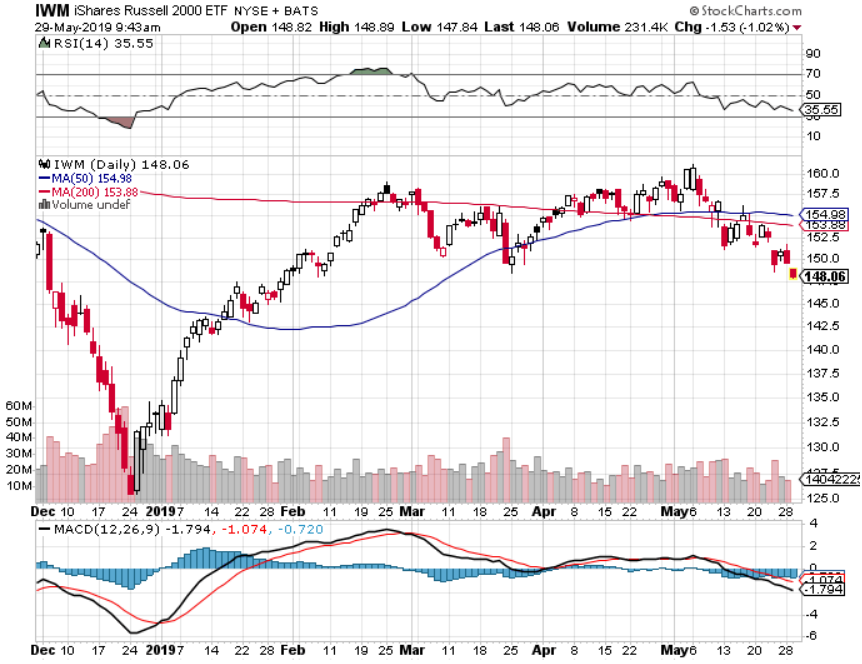 IWM iShares Russell 2000 ETF NYSE + BATS © StockCharts.com
29-May-2019 9:43am Open 148.82 High 148.89 Low 147.84 Last 148.06 Volume 231.4K Chg -1.53 (-1.02%)
RSI(14) 35.55
90
70
50
35.55
30
10
IWM (Daily) 148.06
MA(50) 154.98
MA(200) 153.88
Volume undef
160.0
157.5
154.98
153.88
152.5
150.0
148.06
145.0
142.5
140.0
137.5
135.0
132.5
130.0
127.5
125.0
60M
50M
40M
30M
20M
10M
14042225
Dec 10 17 24 2019 7 14 22 Feb 11 19 25 Mar 11 18 25 Apr 8 15 22 May 6 13 20 28
MACD(12,26,9) -1.794, -1.074, -0.720
4
2
0
-1.074
-1.794
-4
-6
Dec 10 17 24 2019 7 14 22 Feb 11 19 25 Mar 11 18 25 Apr 8 15 22 May 6 13 20 28